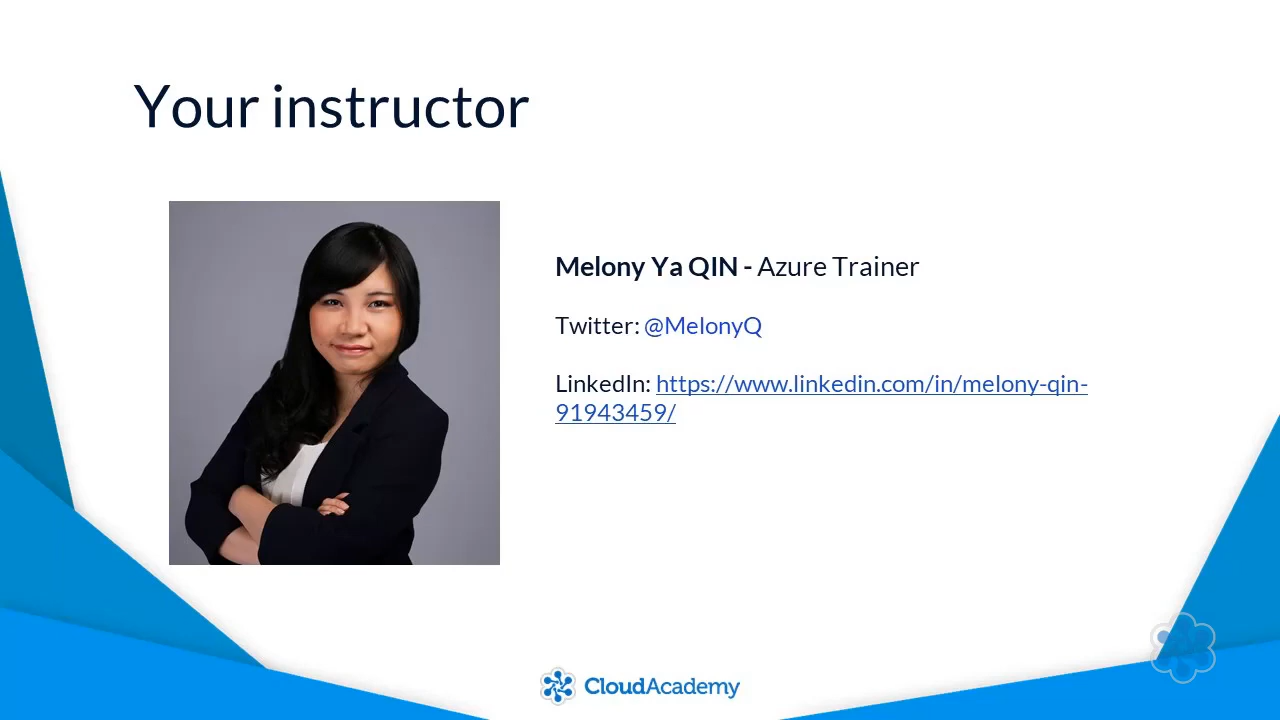 Your instructor
Melony Ya QIN - Azure Trainer
Twitter: @MelonyQ
LinkedIn: https://www.linkedin.com/in/melony-qin-
91943459/
CloudAcademy